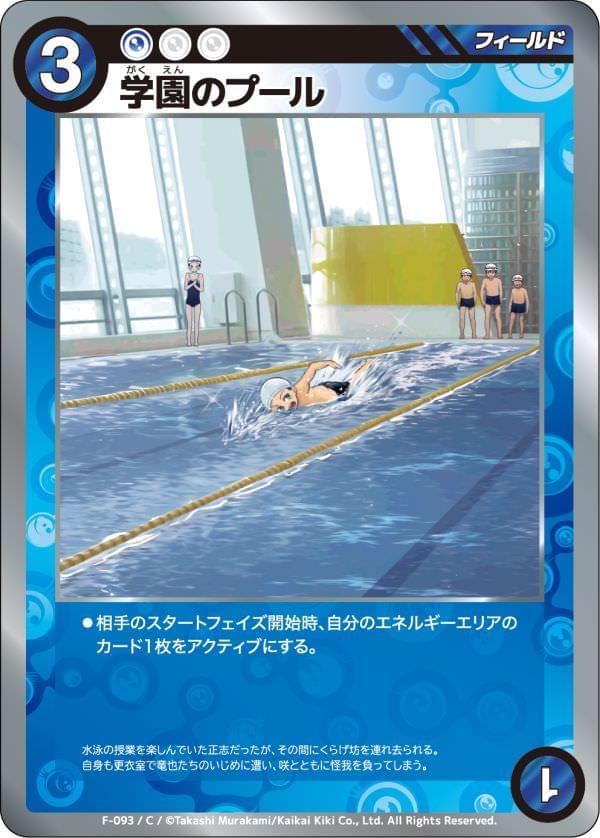 3
フィールド
がく えん
学園のプール
●相手のスタートフェイズ開始時、自分のエネルギーエリアの
カード1枚をアクティブにする。
水泳の授業を楽しんでいた正志だったが、その間にくらげ坊を連れ去られる。
自身も更衣室で竜也たちのいじめに遭い、咲とともに怪我を負ってしまう。
1
F-093 / C / ©Takashi Murakami/Kaikai Kiki Co., Ltd. All Rights Reserved.